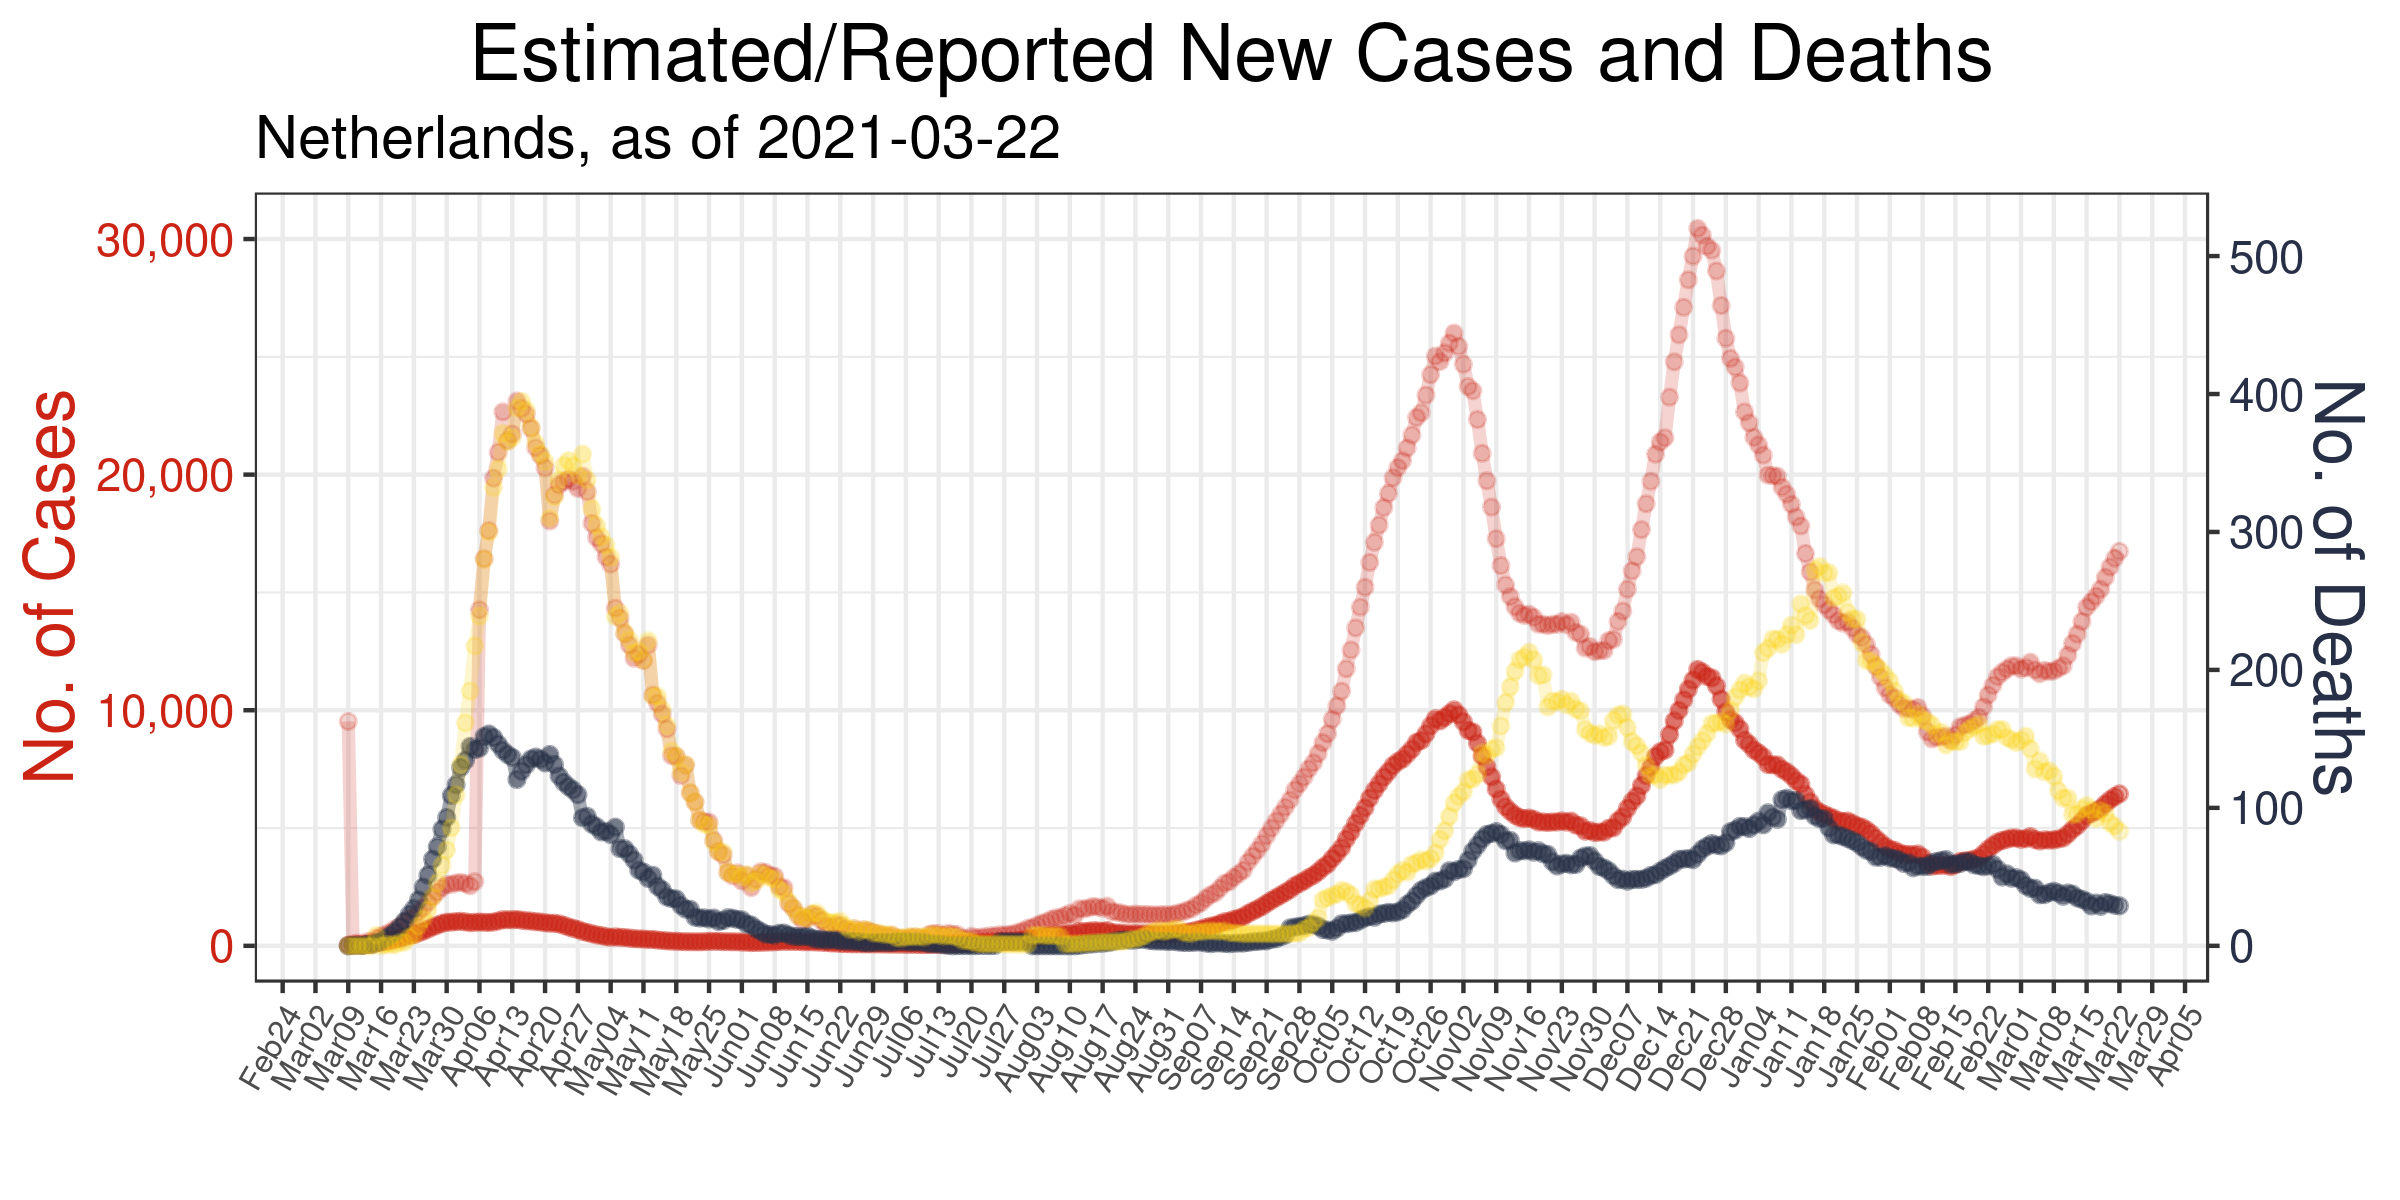 Estimated/Reported New Cases and Deaths
Netherlands, as of 2021-03-22
No. of Cases
30,000
20,000
10,000
0
500
400
300
200
100
0
No. of Deaths
Feb24
Mar02
Mar09
Mar16
Mar23
Mar30
Apr06
Apr13
Apr20
Apr27
May04
May11
May18
May25
Jun01
Jun08
Jun15
Jun22
Jun29
Jul06
Jul13
Jul20
Jul27
Aug03
Aug10
Aug17
Aug24
Aug31
Sep07
Sep14
Sep21
Sep28
Oct05
Oct12
Oct19
Oct26
Nov02
Nov09
Nov16
Nov23
Nov30
Dec07
Dec14
Dec21
Dec28
Jan04
Jan11
Jan18
Jan25
Feb01
Feb08
Feb15
Feb22
Mar01
Mar08
Mar15
Mar22
Mar29
Apr05